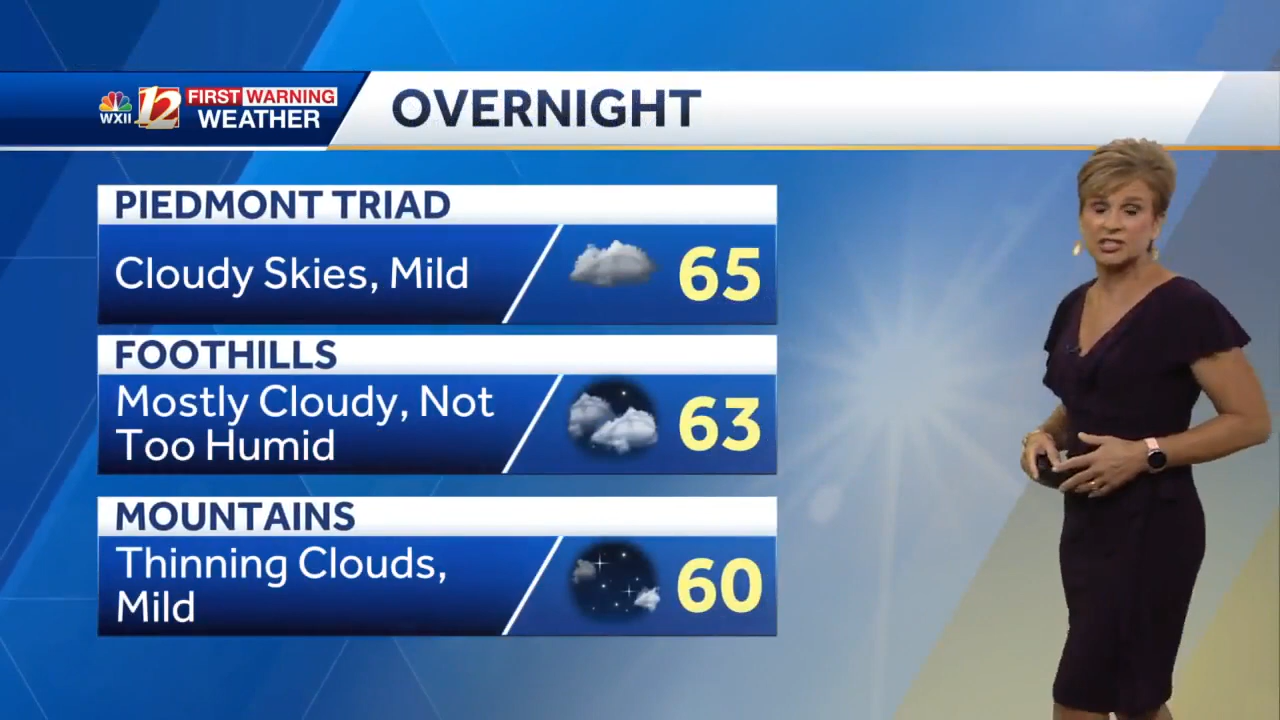 WXII 12 FIRST WARNING
WEATHER
OVERNIGHT
PIEDMONT TRIAD
Cloudy Skies, Mild
65
FOOTHILLS
Mostly Cloudy, Not
Too Humid
63
MOUNTAINS
Thinning Clouds,
Mild
60